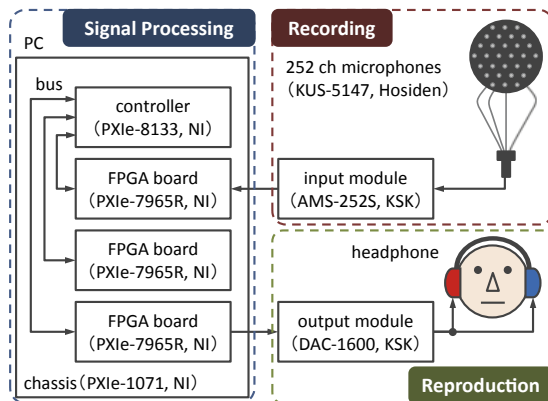 Signal Processing
PC
bus
controller
(PXIe-8133, NI)
FPGA board
(PXIe-7965R, NI)
FPGA board
(PXIe-7965R, NI)
FPGA board
(PXIe-7965R, NI)
chassis(PXIe-1071, NI)
Recording
252 ch microphones
(KUS-5147, Hosiden)
input module
(AMS-252S, KSK)
headphone
output module
(DAC-1600, KSK)
Reproduction